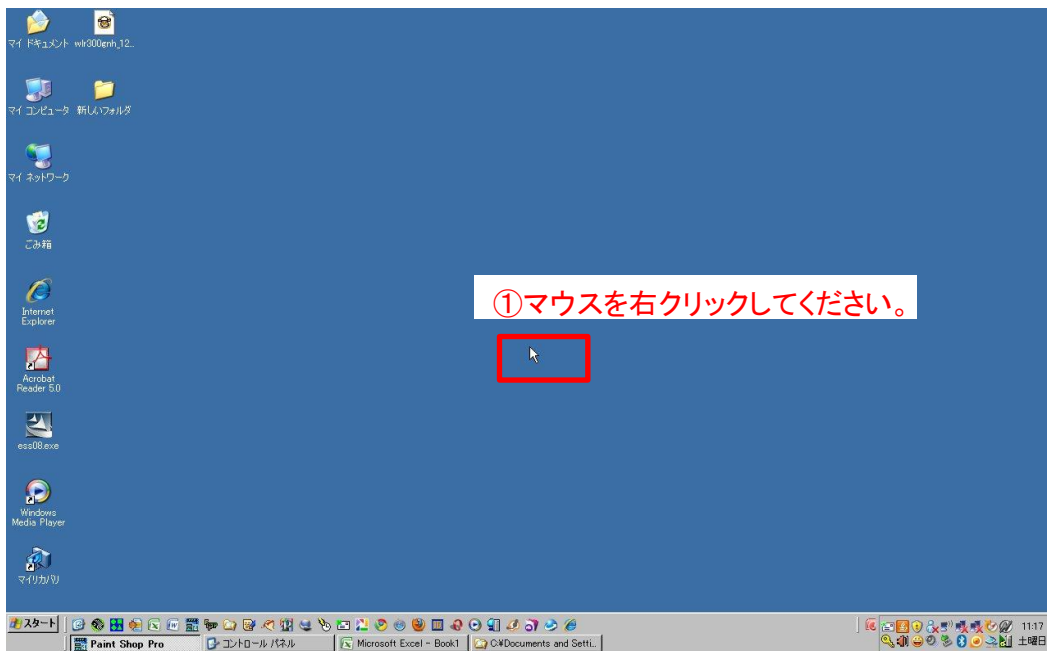 マイ ドキュメント
wlr300gnh_12...
マイ コンピュータ
新しいフォルダ
マイ ネットワーク
ごみ箱
Internet
Explorer
①マウスを右クリックしてください。
Acrobat
Reader 5.0
ess08.exe
Windows
Media Player
マイリカバリ
スタート
11:17
Paint Shop Pro
コントロール パネル
Microsoft Excel - Book1
C:¥Documents and Setti...
土曜日